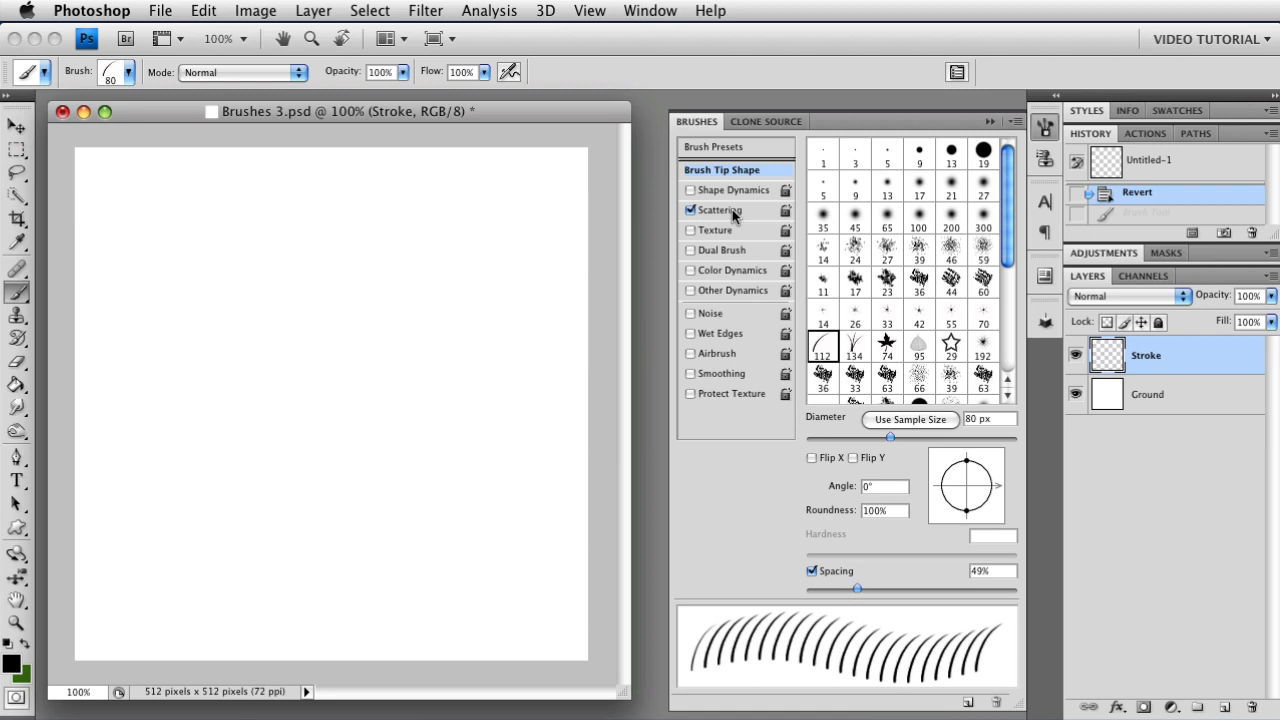 Photoshop File Edit Image Layer Select Filter Analysis 3D View Window Help
Ps Br 100% VIDEO TUTORIAL
Brush: 80 Mode: Normal Opacity: 100% Flow: 100%
Brushes 3.psd @ 100% (Stroke, RGB/8) *
100% 512 pixels x 512 pixels (72 ppi)
BRUSHES CLONE SOURCE
Brush Presets
Brush Tip Shape
Shape Dynamics
Scattering
Texture
Dual Brush
Color Dynamics
Other Dynamics
Noise
Wet Edges
Airbrush
Smoothing
Protect Texture
1 3 5 9 13 19
5 9 13 17 21 27
35 45 65 100 200 300
14 24 27 39 46 59
11 17 23 36 44 60
14 26 33 42 55 70
112 134 74 95 29 192
36 33 63 66 39 63
Diameter Use Sample Size 80 px
Flip X Flip Y
Angle: 0°
Roundness: 100%
Hardness
Spacing 49%
STYLES INFO SWATCHES
HISTORY ACTIONS PATHS
Untitled-1
Revert
Brush Tool
ADJUSTMENTS MASKS
LAYERS CHANNELS
Normal Opacity: 100%
Lock: Fill: 100%
Stroke
Ground